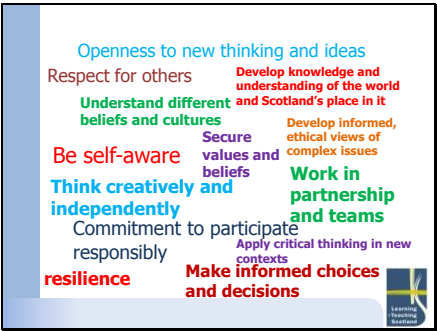 Openness to new thinking and ideas
Respect for others
Develop knowledge and
understanding of the world
and Scotland's place in it
Understand different
beliefs and cultures
Develop informed,
ethical views of
complex issues
Secure
values and
beliefs
Be self-aware
Work in
partnership
and teams
Think creatively and
independently
Commitment to participate
responsibly
Apply critical thinking in new
contexts
Make informed choices
and decisions
resilience
Learning
+Teaching
Scotland